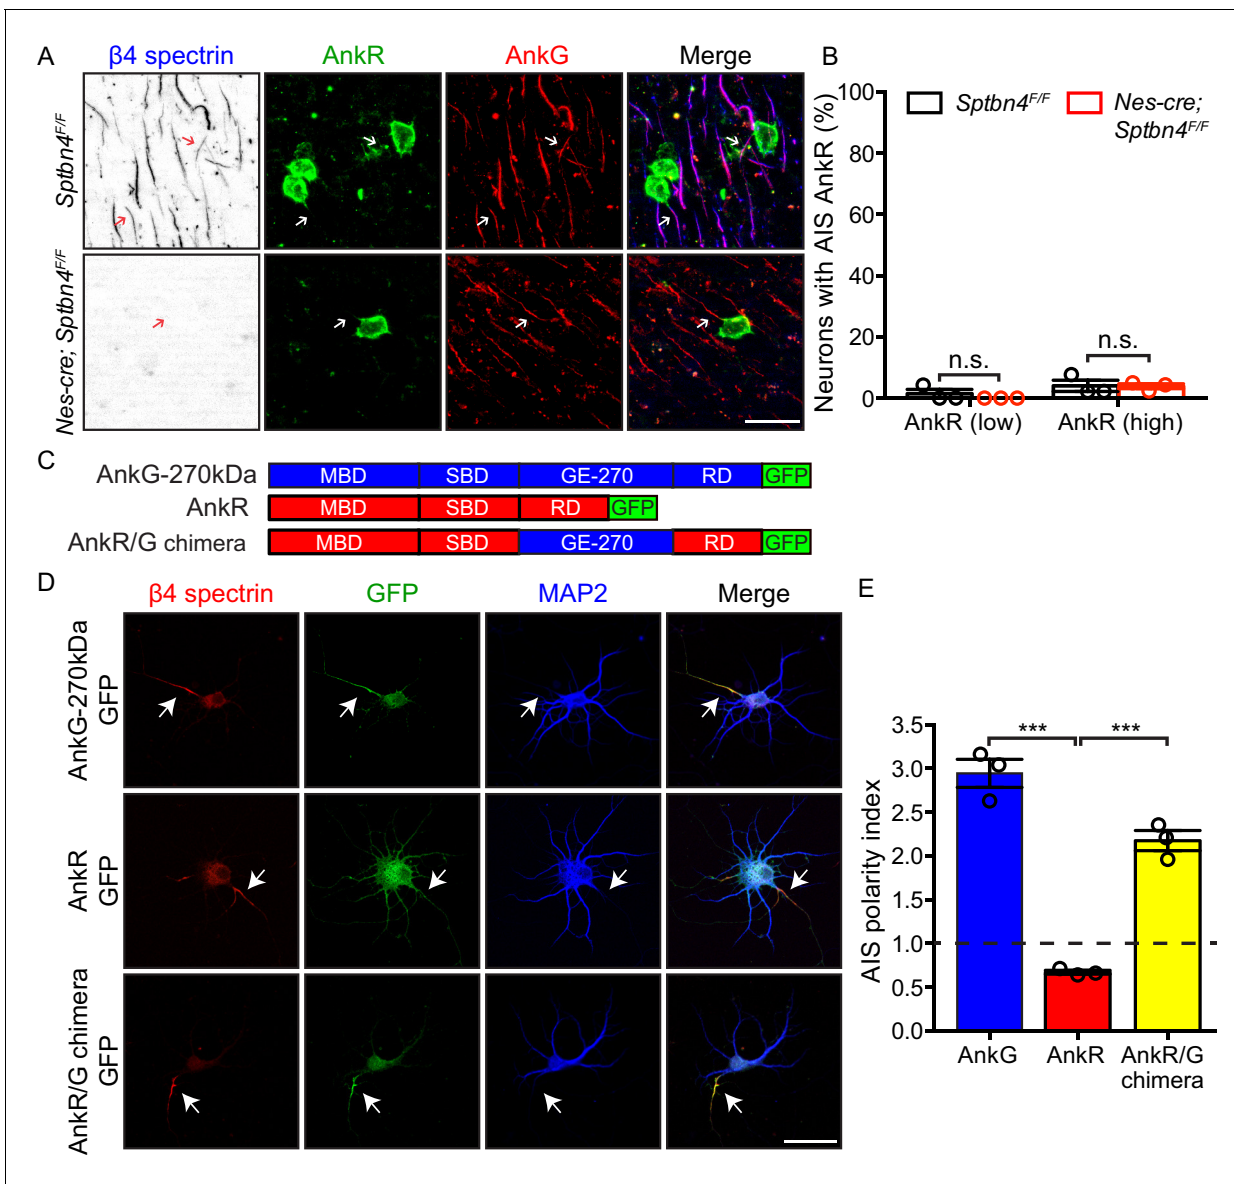 A
β4 spectrin AnkR AnkG Merge
Sptbn4F/F
Nes-cre; Sptbn4F/F
B
Neurons with AIS AnkR (%)
100
80
60
40
20
0
Sptbn4F/F
Nes-cre;
Sptbn4F/F
n.s. n.s.
AnkR (low) AnkR (high)
C
AnkG-270kDa MBD SBD GE-270 RD GFP
AnkR MBD SBD RD GFP
AnkR/G chimera MBD SBD GE-270 RD GFP
D
β4 spectrin GFP MAP2 Merge
AnkG-270kDa
GFP
AnkR
GFP
AnkR/G chimera
GFP
E
AIS polarity index
3.5
3.0
2.5
2.0
1.5
1.0
0.5
0.0
*** ***
AnkG AnkR AnkR/G
chimera